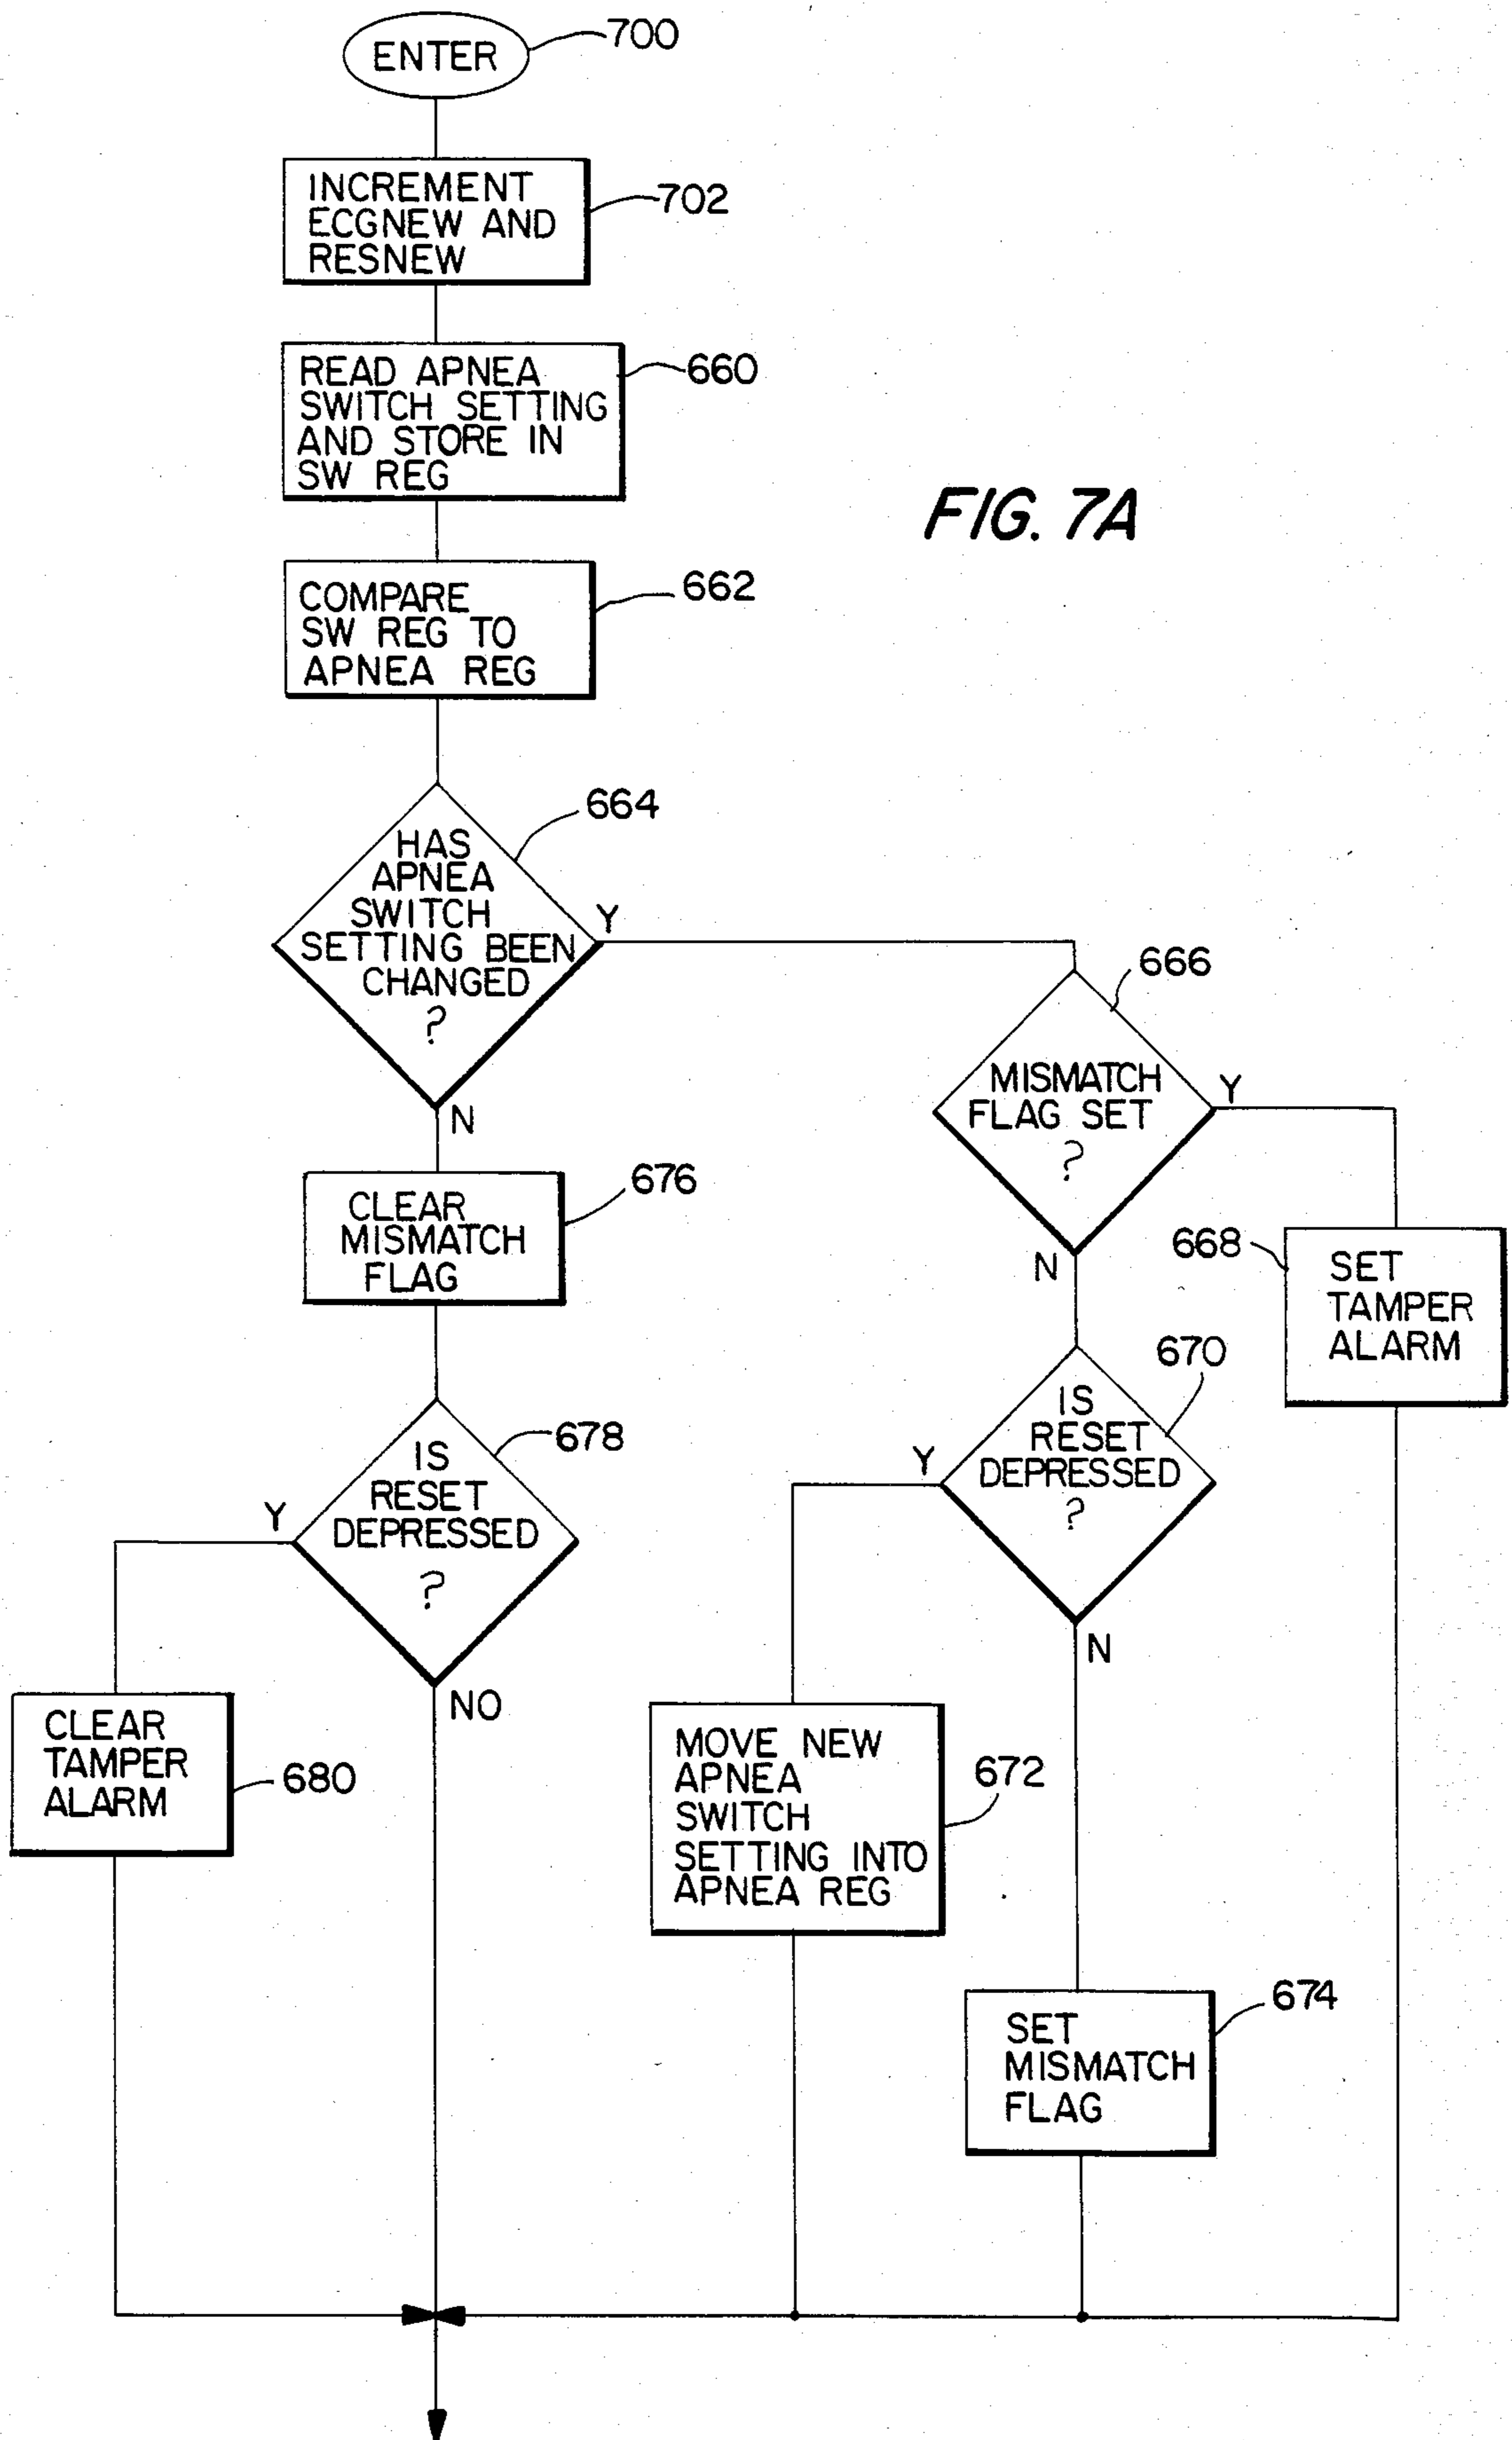 ENTER
700
INCREMENT
ECGNEW AND
RESNEW
702
READ APNEA
SWITCH SETTING
AND STORE IN
SW REG
660
FIG. 7A
COMPARE
SW REG TO
APNEA REG
662
HAS
APNEA
SWITCH
SETTING BEEN
CHANGED
?
664
Y
N
MISMATCH
FLAG SET
?
666
Y
N
CLEAR
MISMATCH
FLAG
676
668
SET
TAMPER
ALARM
IS
RESET
DEPRESSED
?
670
Y
N
IS
RESET
DEPRESSED
?
678
Y
NO
CLEAR
TAMPER
ALARM
680
MOVE NEW
APNEA
SWITCH
SETTING INTO
APNEA REG
672
SET
MISMATCH
FLAG
674